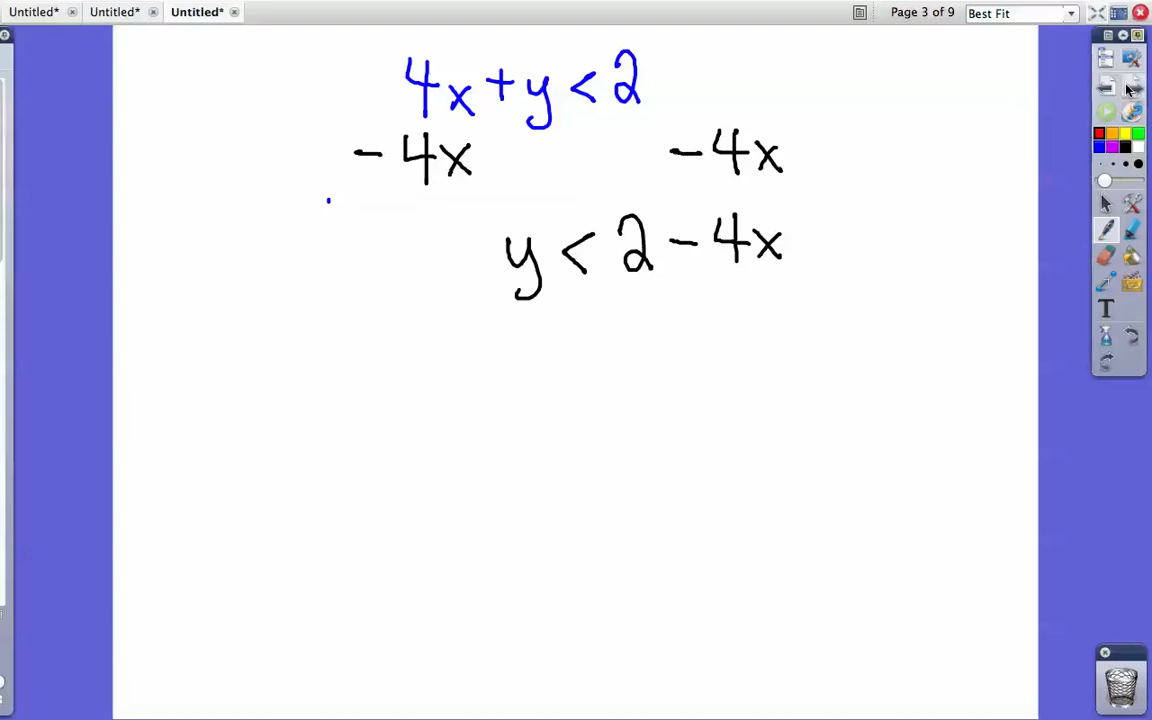 Untitled* Untitled* Untitled* Page 3 of 9 Best Fit
4x+y<2
-4x -4x
y<2-4x
T